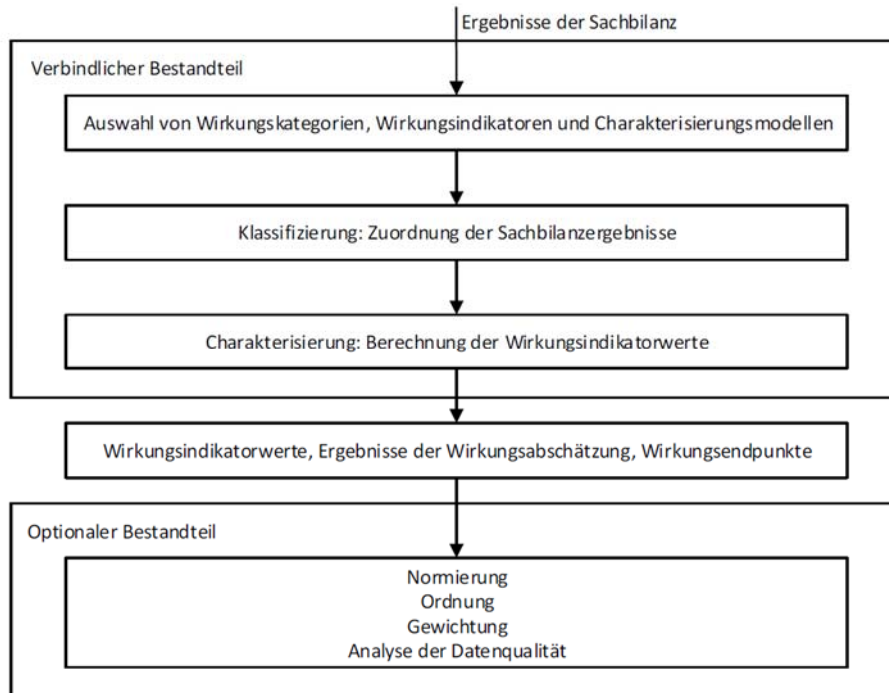 Ergebnisse der Sachbilanz
Verbindlicher Bestandteil
Auswahl von Wirkungskategorien, Wirkungsindikatoren und Charakterisierungsmodellen
Klassifizierung: Zuordnung der Sachbilanzergebnisse
Charakterisierung: Berechnung der Wirkungsindikatorwerte
Wirkungsindikatorwerte, Ergebnisse der Wirkungsabschätzung, Wirkungsendpunkte
Optionaler Bestandteil
Normierung
Ordnung
Gewichtung
Analyse der Datenqualität